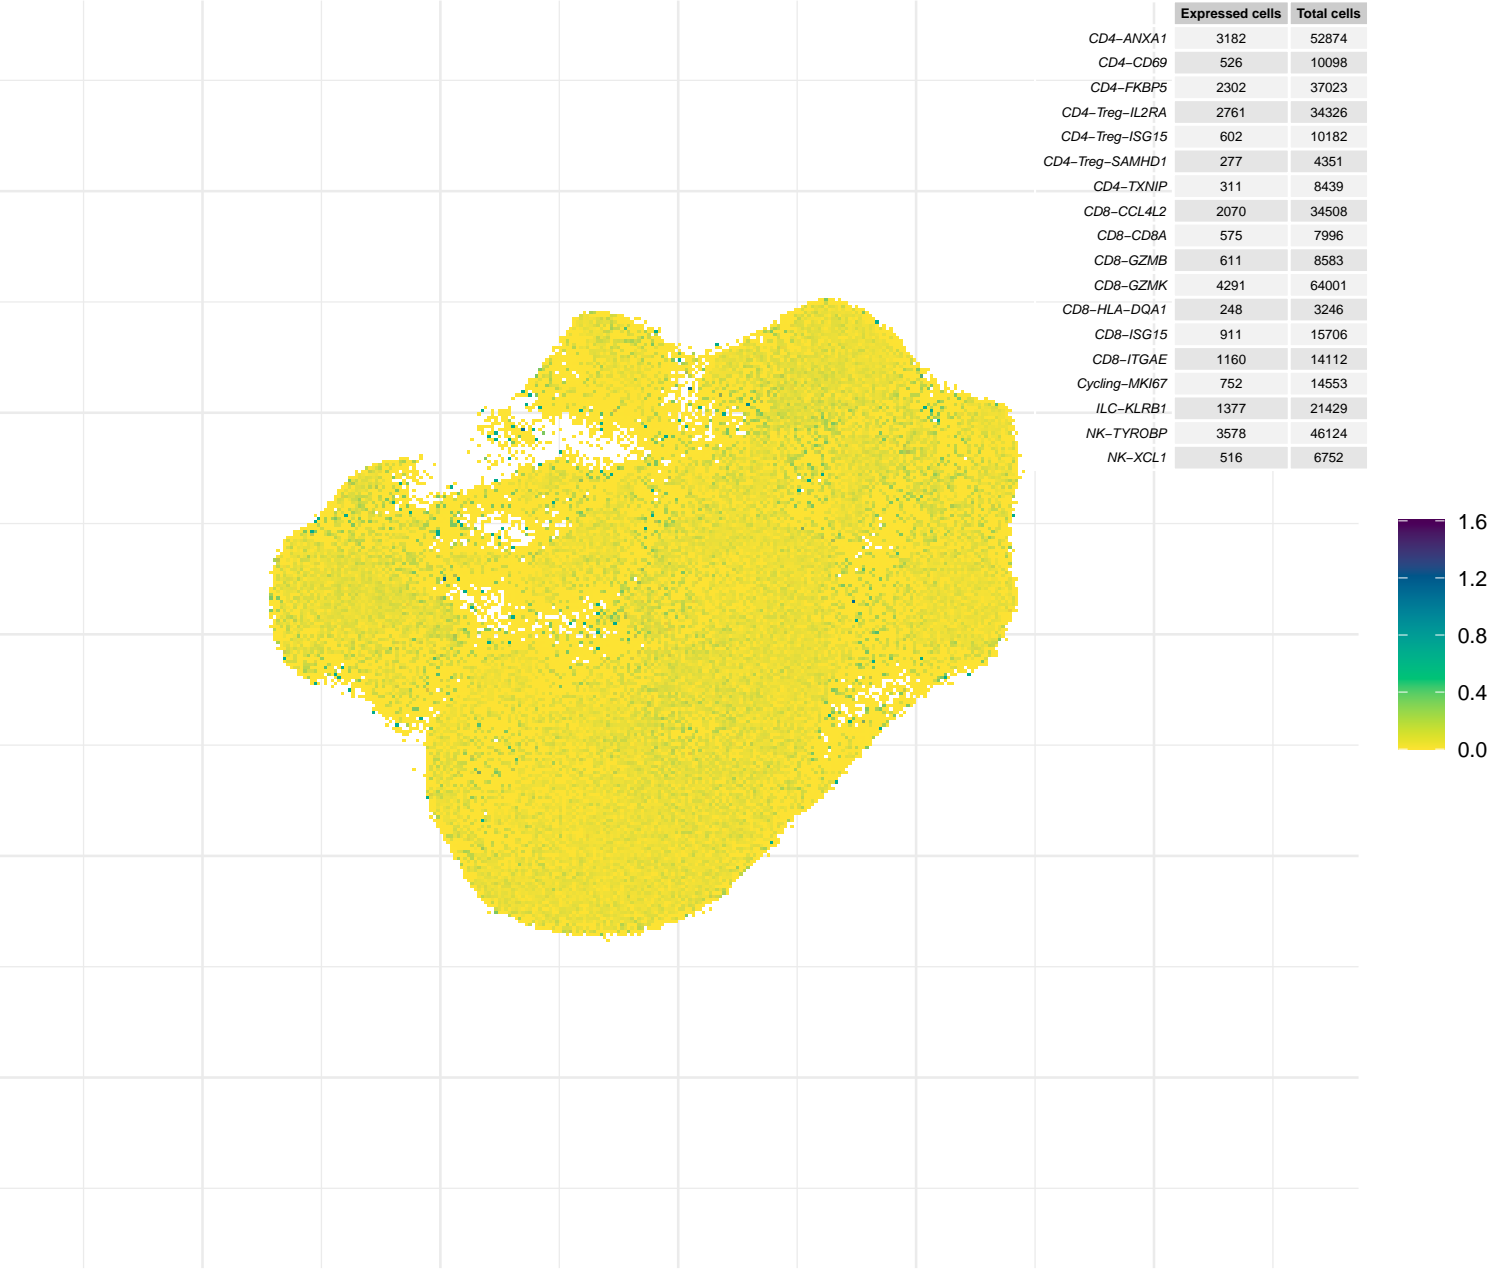 Expressed cells Total cells
CD4−ANXA1 3182 52874
CD4−CD69 526 10098
CD4−FKBP5 2302 37023
CD4−Treg−IL2RA 2761 34326
CD4−Treg−ISG15 602 10182
CD4−Treg−SAMHD1 277 4351
CD4−TXNIP 311 8439
CD8−CCL4L2 2070 34508
CD8−CD8A 575 7996
CD8−GZMB 611 8583
CD8−GZMK 4291 64001
CD8−HLA−DQA1 248 3246
CD8−ISG15 911 15706
CD8−ITGAE 1160 14112
Cycling−MKI67 752 14553
ILC−KLRB1 1377 21429
NK−TYROBP 3578 46124
NK−XCL1 516 6752
1.6
1.2
0.8
0.4
0.0